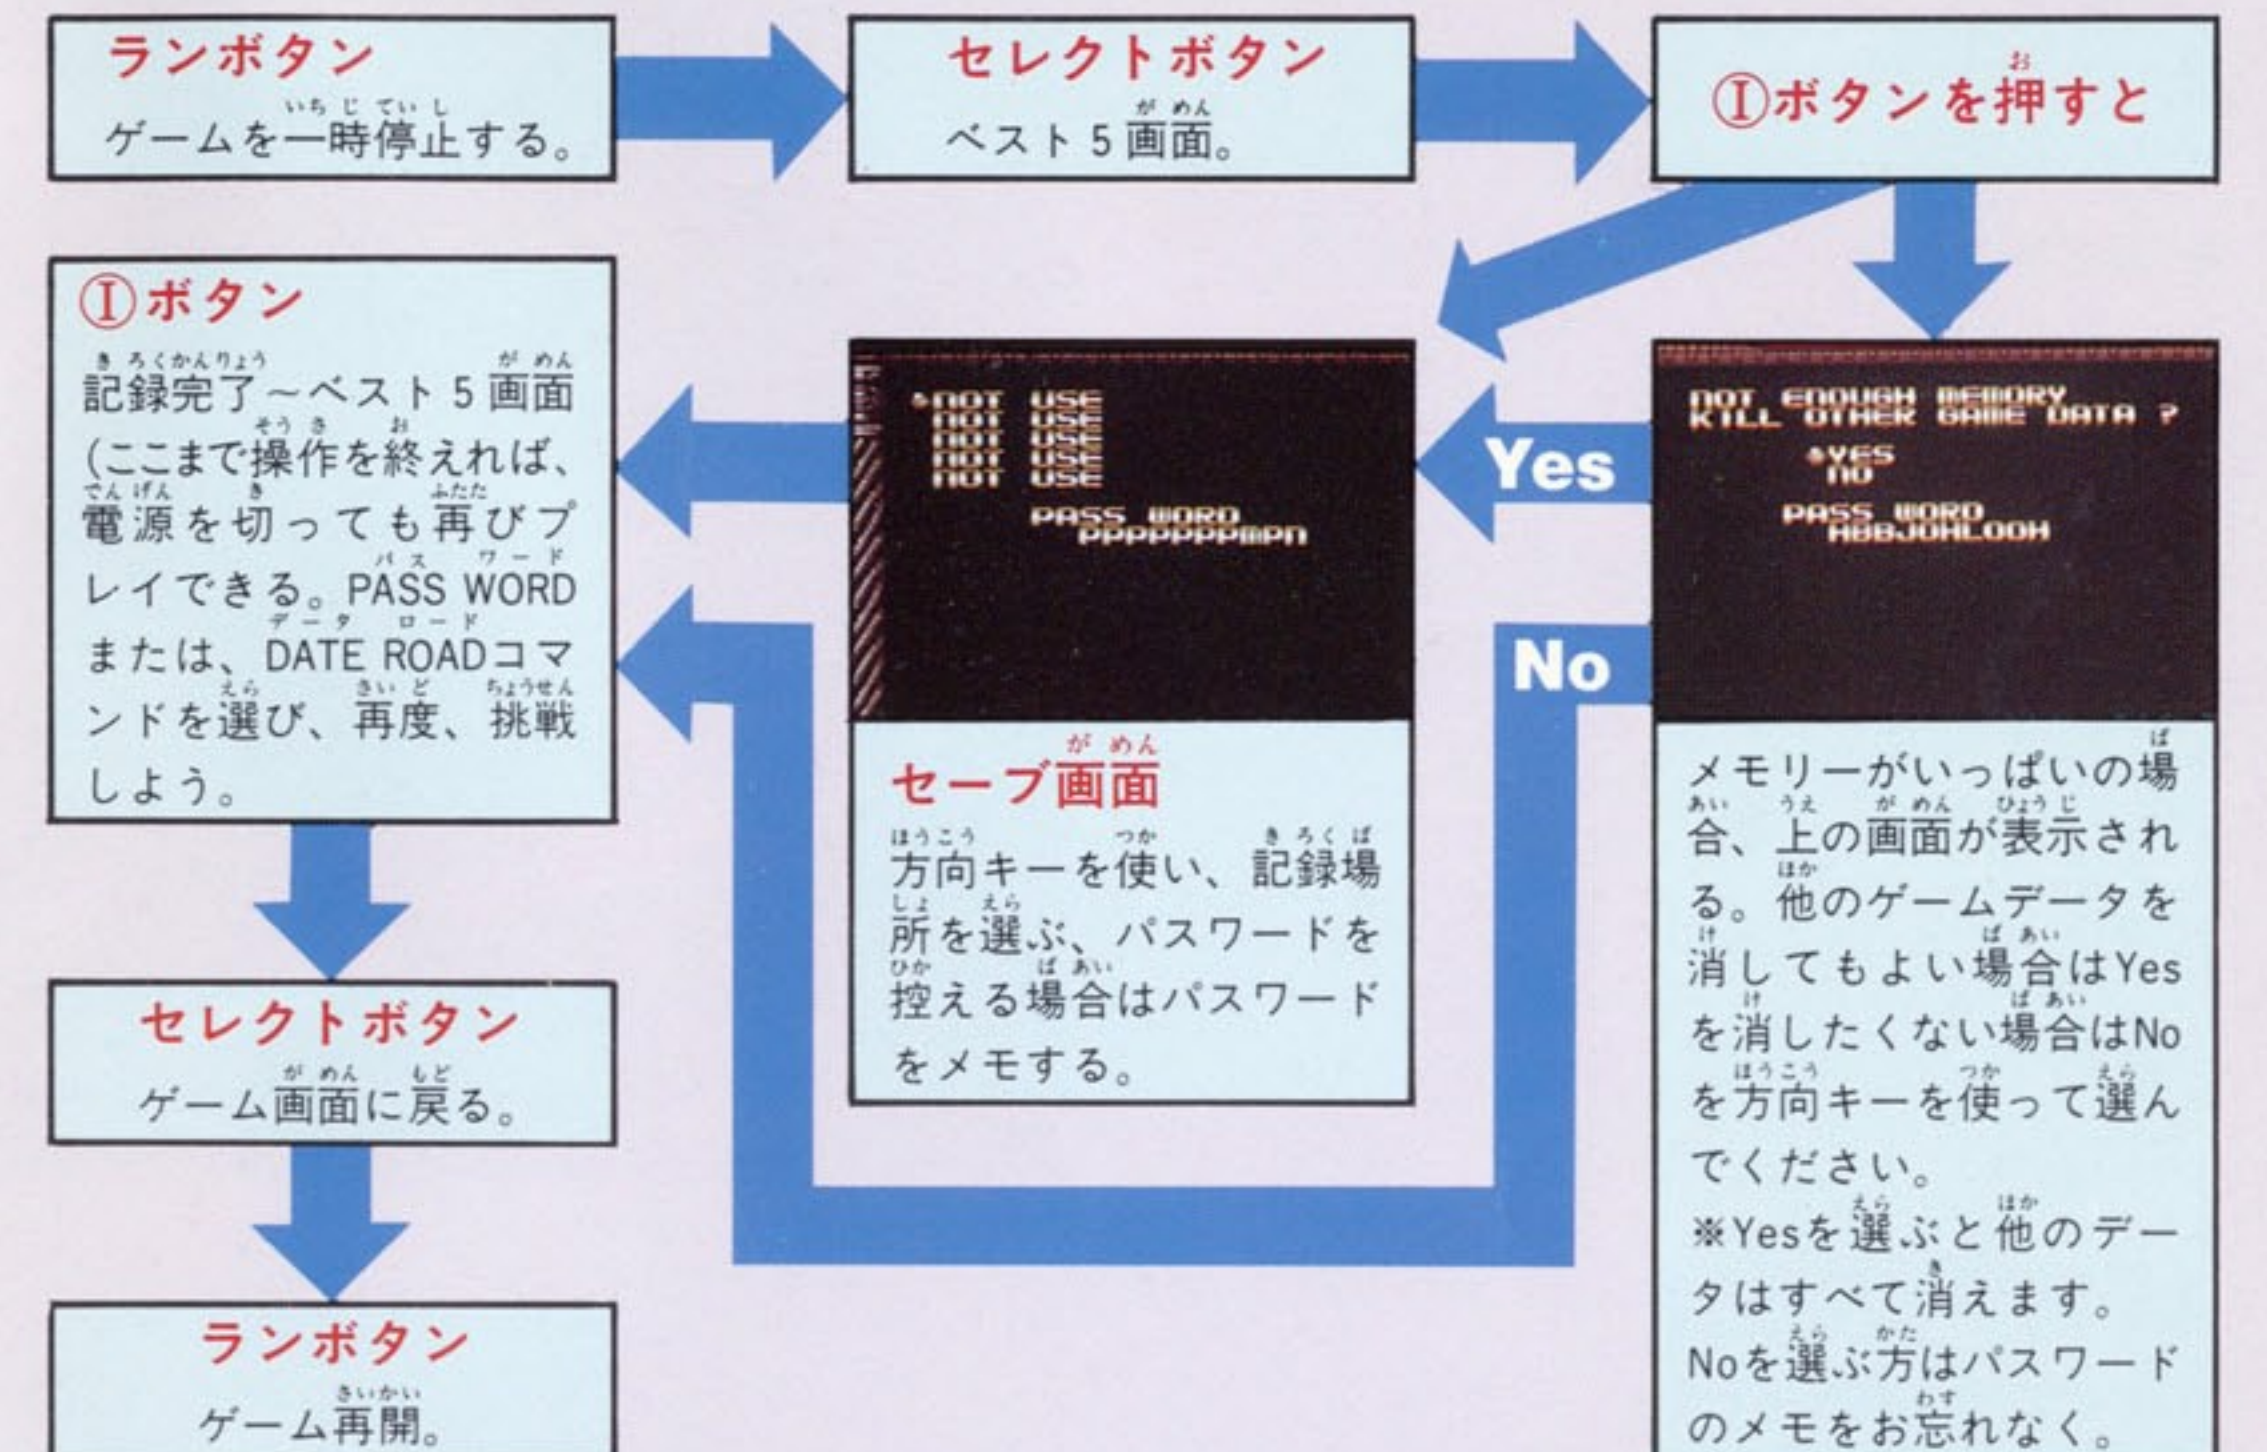 ランボタン
ゲームを一時停止する。
セレクトボタン
ベスト5画面。
①ボタンを押すと
NOT ENOUGH MEMORY
KILL OTHER GAME DATA ?
YES
NO
PASS WORD
メモリーがいっぱいの場
合、上の画面が表示され
る。他のゲームデータを
消してもよい場合はYes
を消したくない場合はNo
を方向キーを使って選ん
でください。
※Yesを選ぶと他のデー
タはすべて消えます。
Noを選ぶ方はパスワード
のメモをお忘れなく。
Yes
No
NOT USE
NOT USE
NOT USE
NOT USE
NOT USE
PASS WORD
PPPPPPPMPN
セーブ画面
方向キーを使い、記録場
所を選ぶ、パスワードを
控える場合はパスワード
をメモする。
①ボタン
記録完了～ベスト5画面
(ここまで操作を終えれば、
電源を切っても再びプ
レイできる。PASS WORD
または、DATE ROADコマ
ンドを選び、再度、挑戦
しよう。
セレクトボタン
ゲーム画面に戻る。
ランボタン
ゲーム再開。